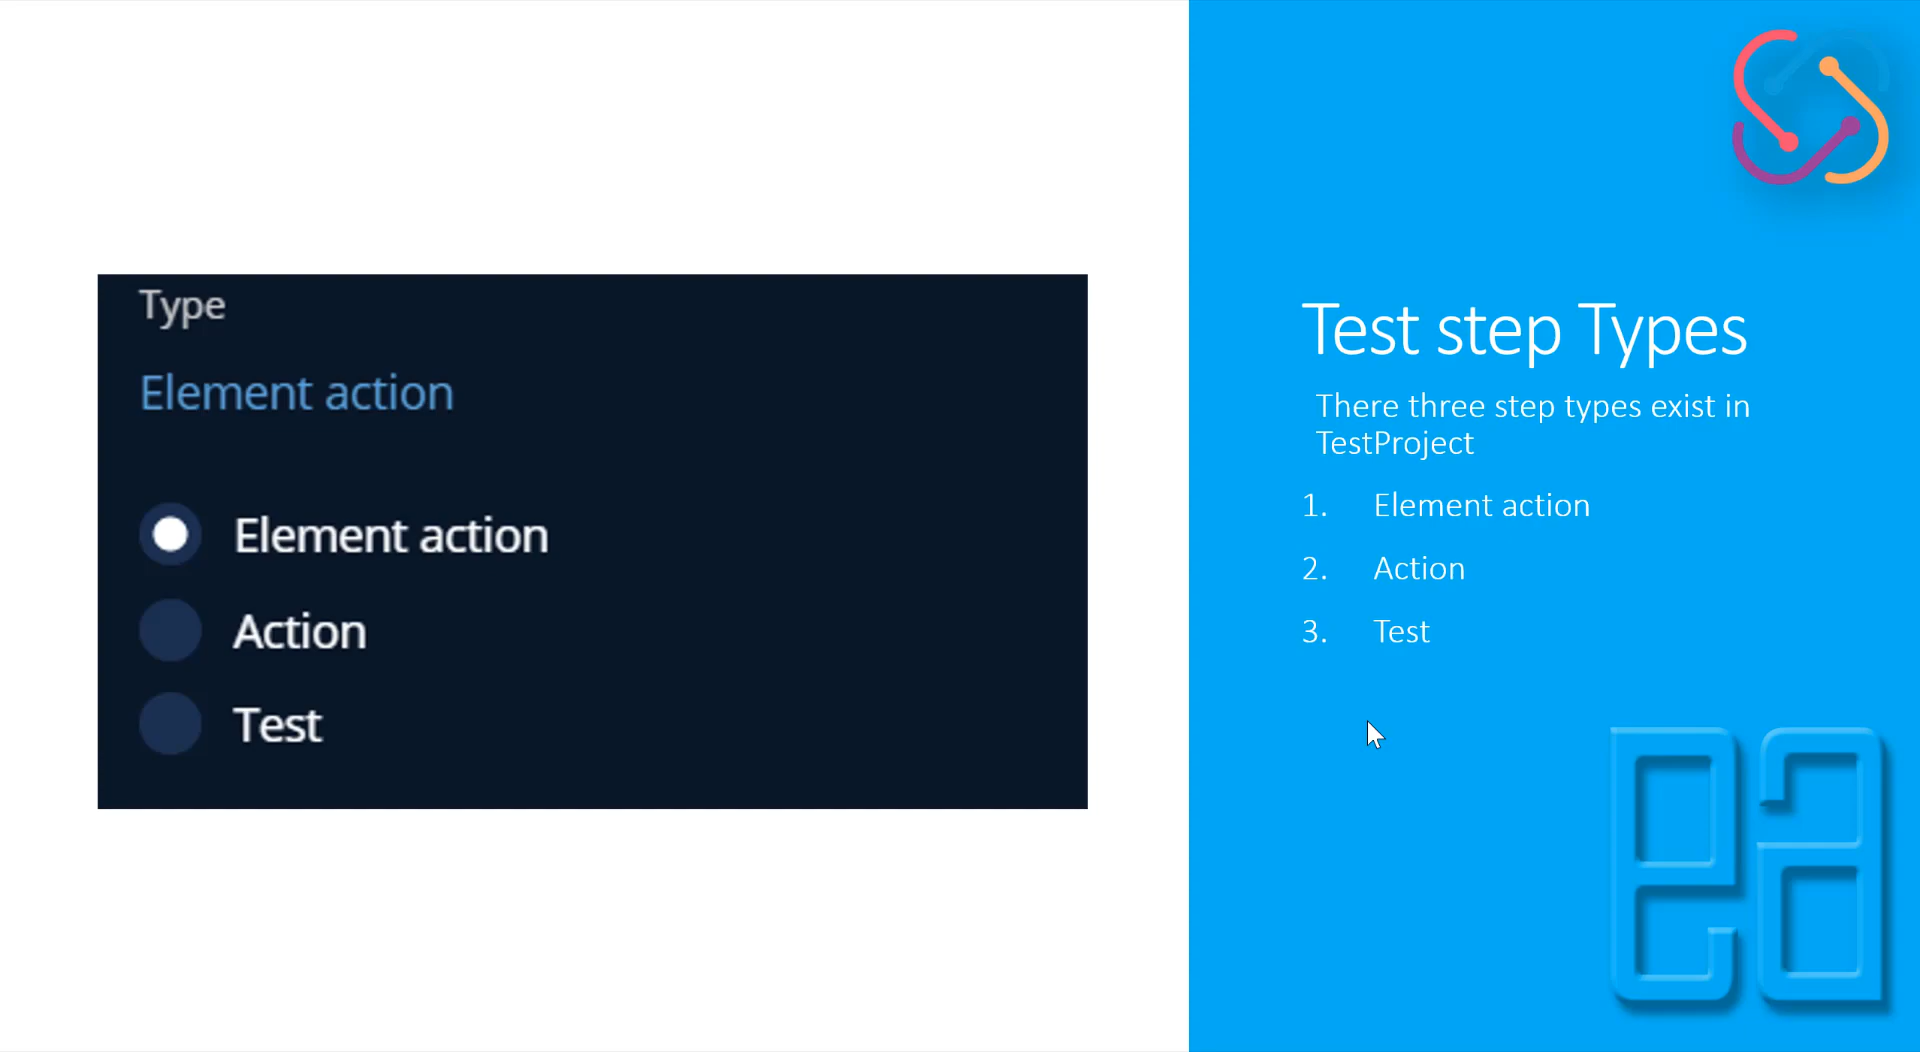 Type
Element action
Element action
Action
Test
Test step Types
There three step types exist in
TestProject
1. Element action
2. Action
3. Test
ea